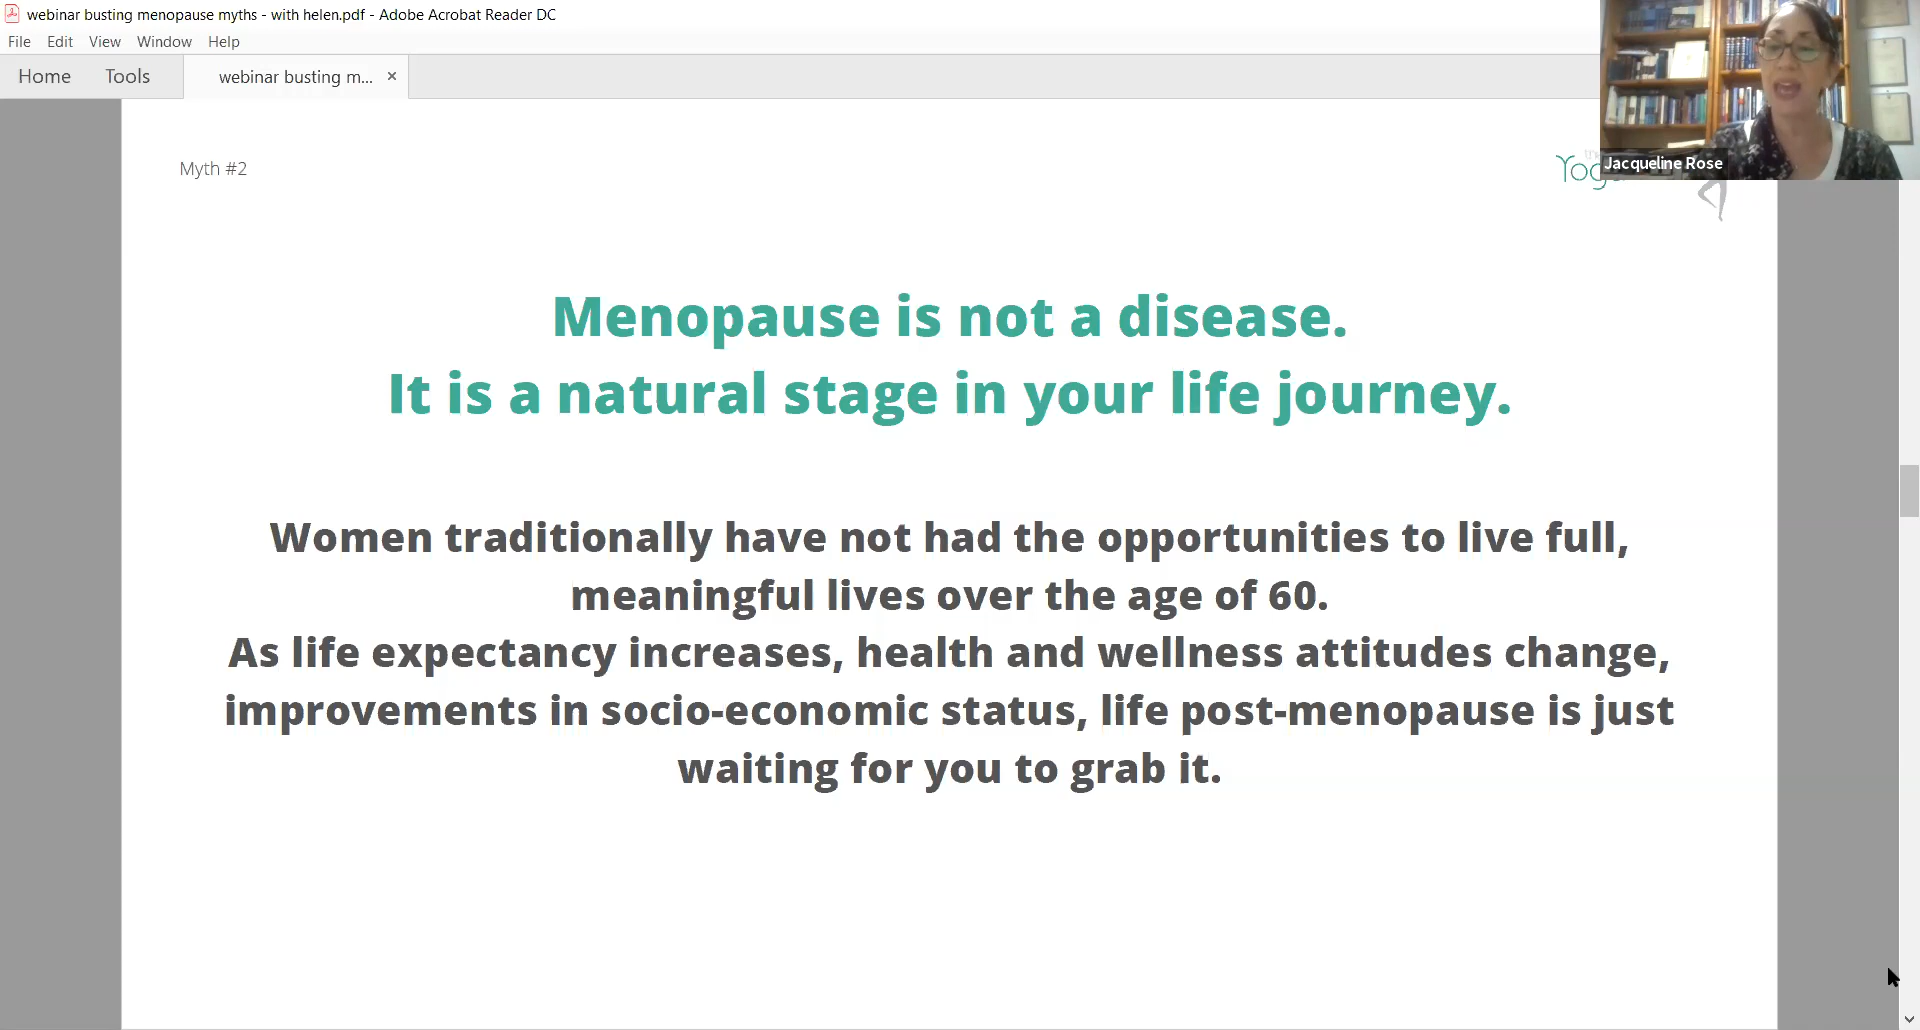 webinar busting menopause myths - with helen.pdf - Adobe Acrobat Reader DC
File Edit View Window Help
Home Tools webinar busting m... ×
Jacqueline Rose
Myth #2
Menopause is not a disease.
It is a natural stage in your life journey.
Women traditionally have not had the opportunities to live full,
meaningful lives over the age of 60.
As life expectancy increases, health and wellness attitudes change,
improvements in socio-economic status, life post-menopause is just
waiting for you to grab it.